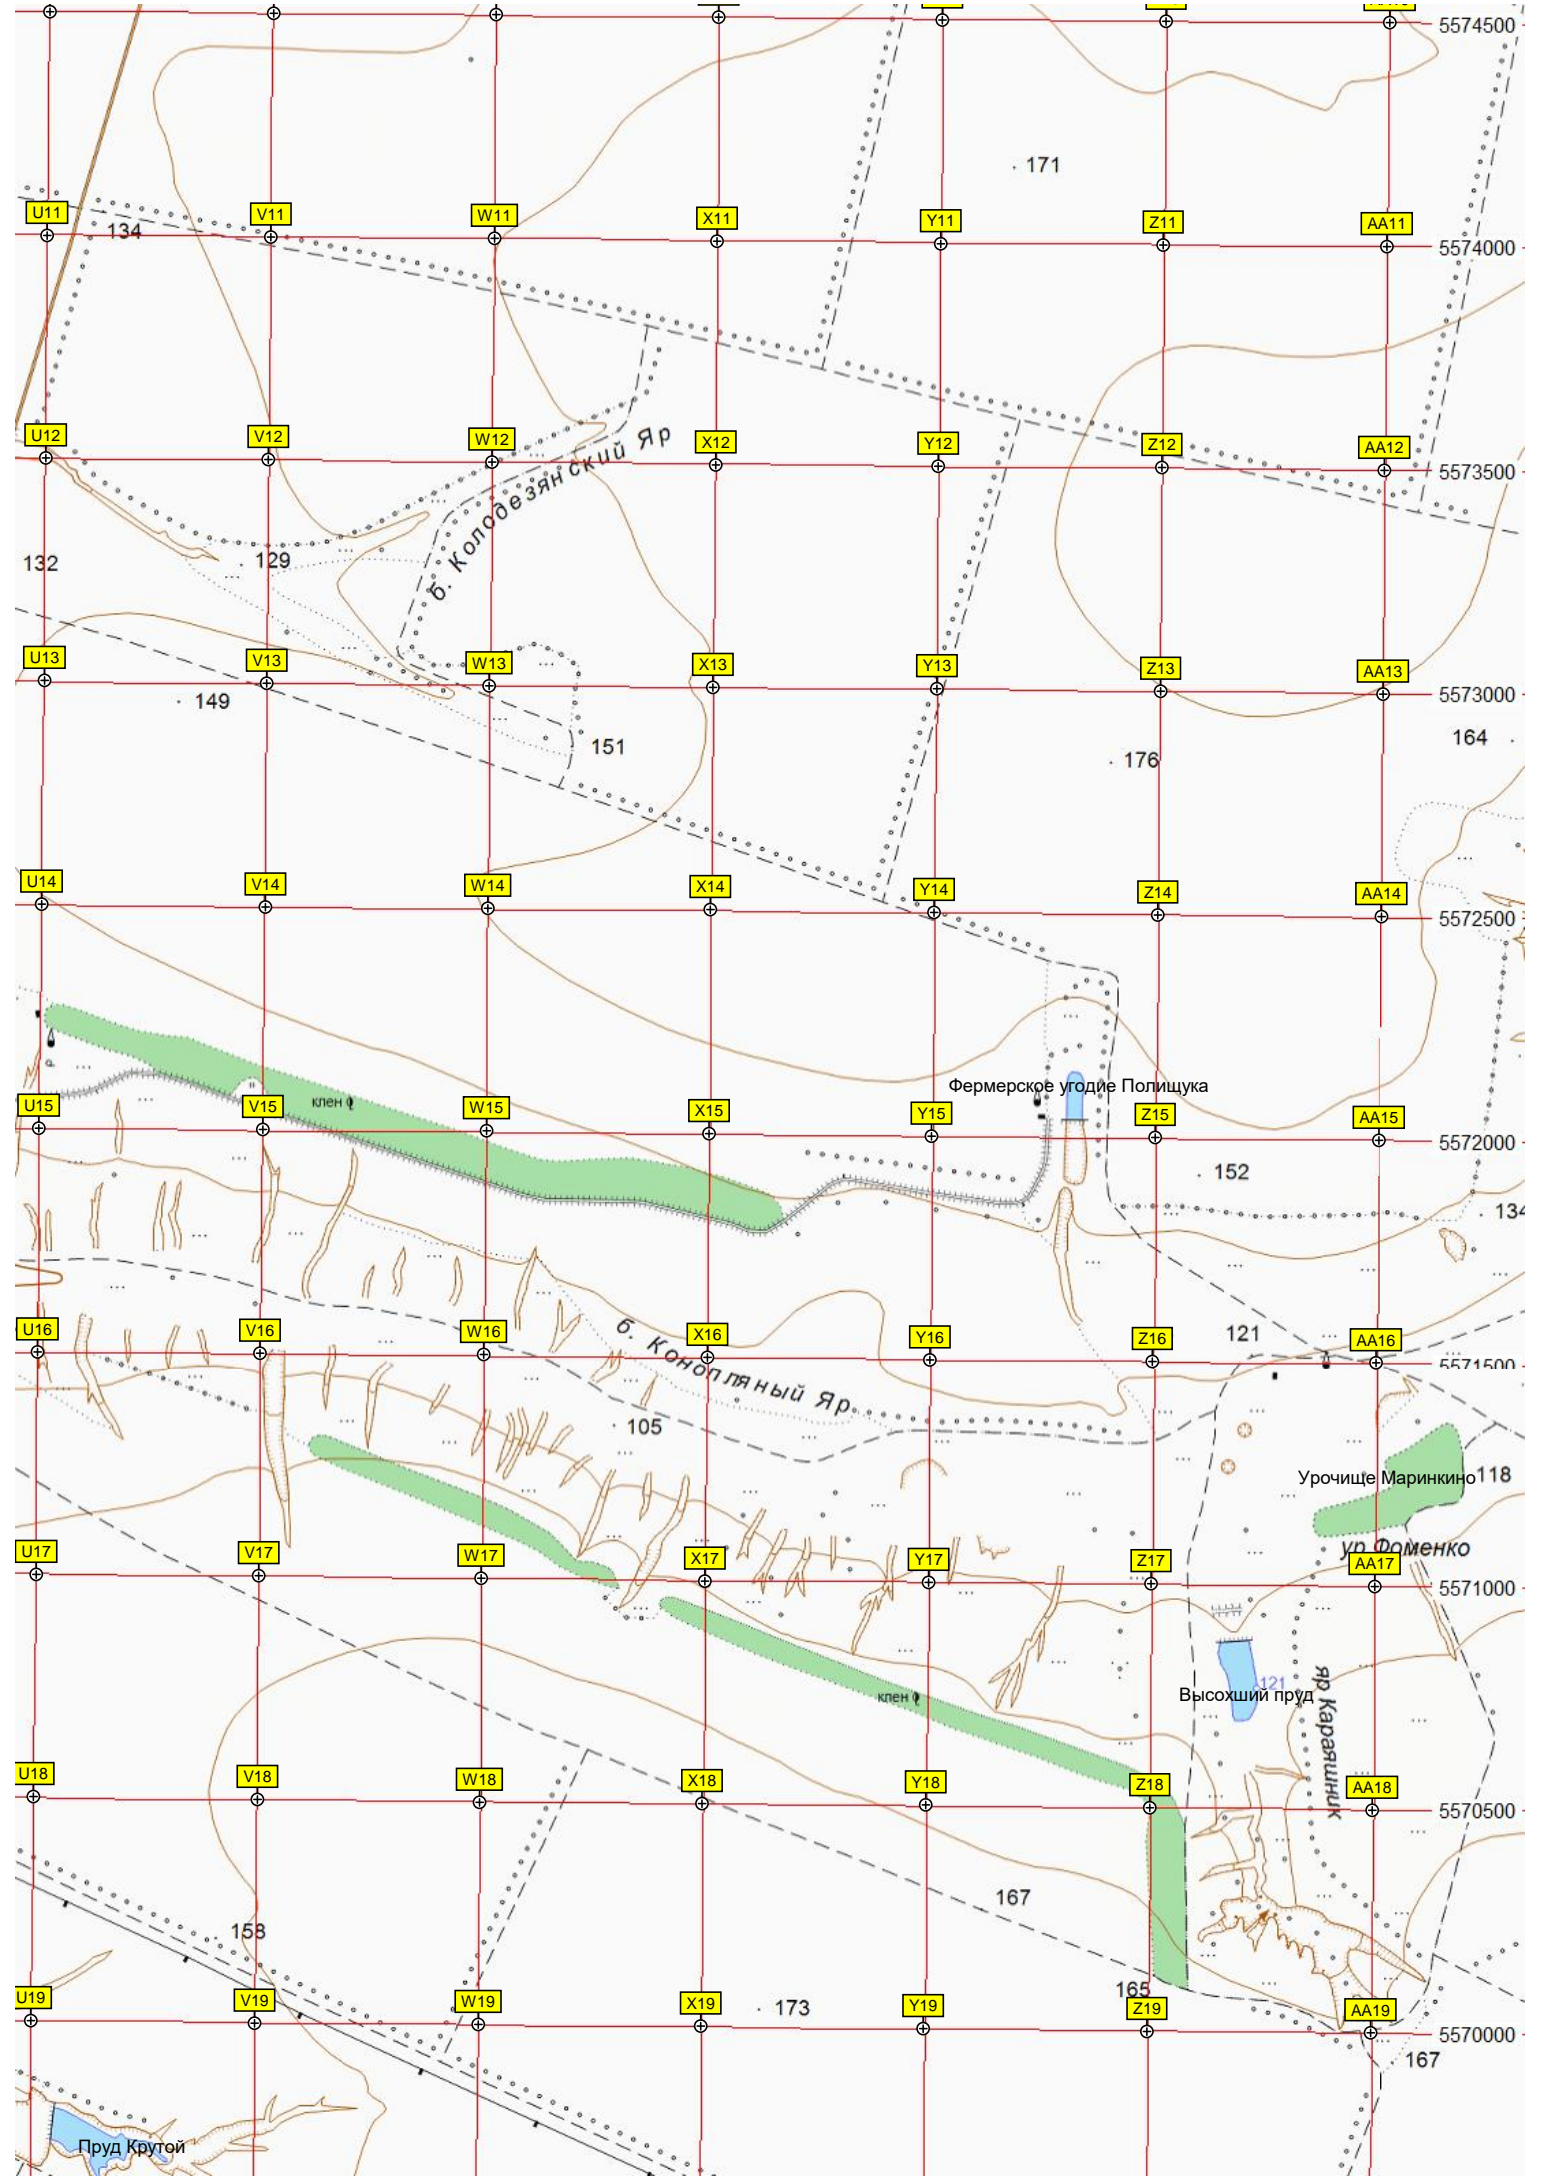 5574500
171
U11 V11 W11 X11 Y11 Z11 AA11
134
5574000
U12 V12 W12 X12 Y12 Z12 AA12
б. Колодезянский Яр
5573500
132
129
U13 V13 W13 X13 Y13 Z13 AA13
5573000
149
151
164
176
U14 V14 W14 X14 Y14 Z14 AA14
5572500
Фермерское угодие Полищука
клен
U15 V15 W15 X15 Y15 Z15 AA15
5572000
152
134
U16 V16 W16 X16 Y16 Z16 AA16
121
5571500
б. Конопляный Яр
105
Урочище Маринкино
118
ур Фоменко
U17 V17 W17 X17 Y17 Z17 AA17
5571000
121
Высохший пруд
клен
яр Караяшник
U18 V18 W18 X18 Y18 Z18 AA18
5570500
167
158
165
U19 V19 W19 X19 Y19 Z19 AA19
173
5570000
167
Пруд Крутой